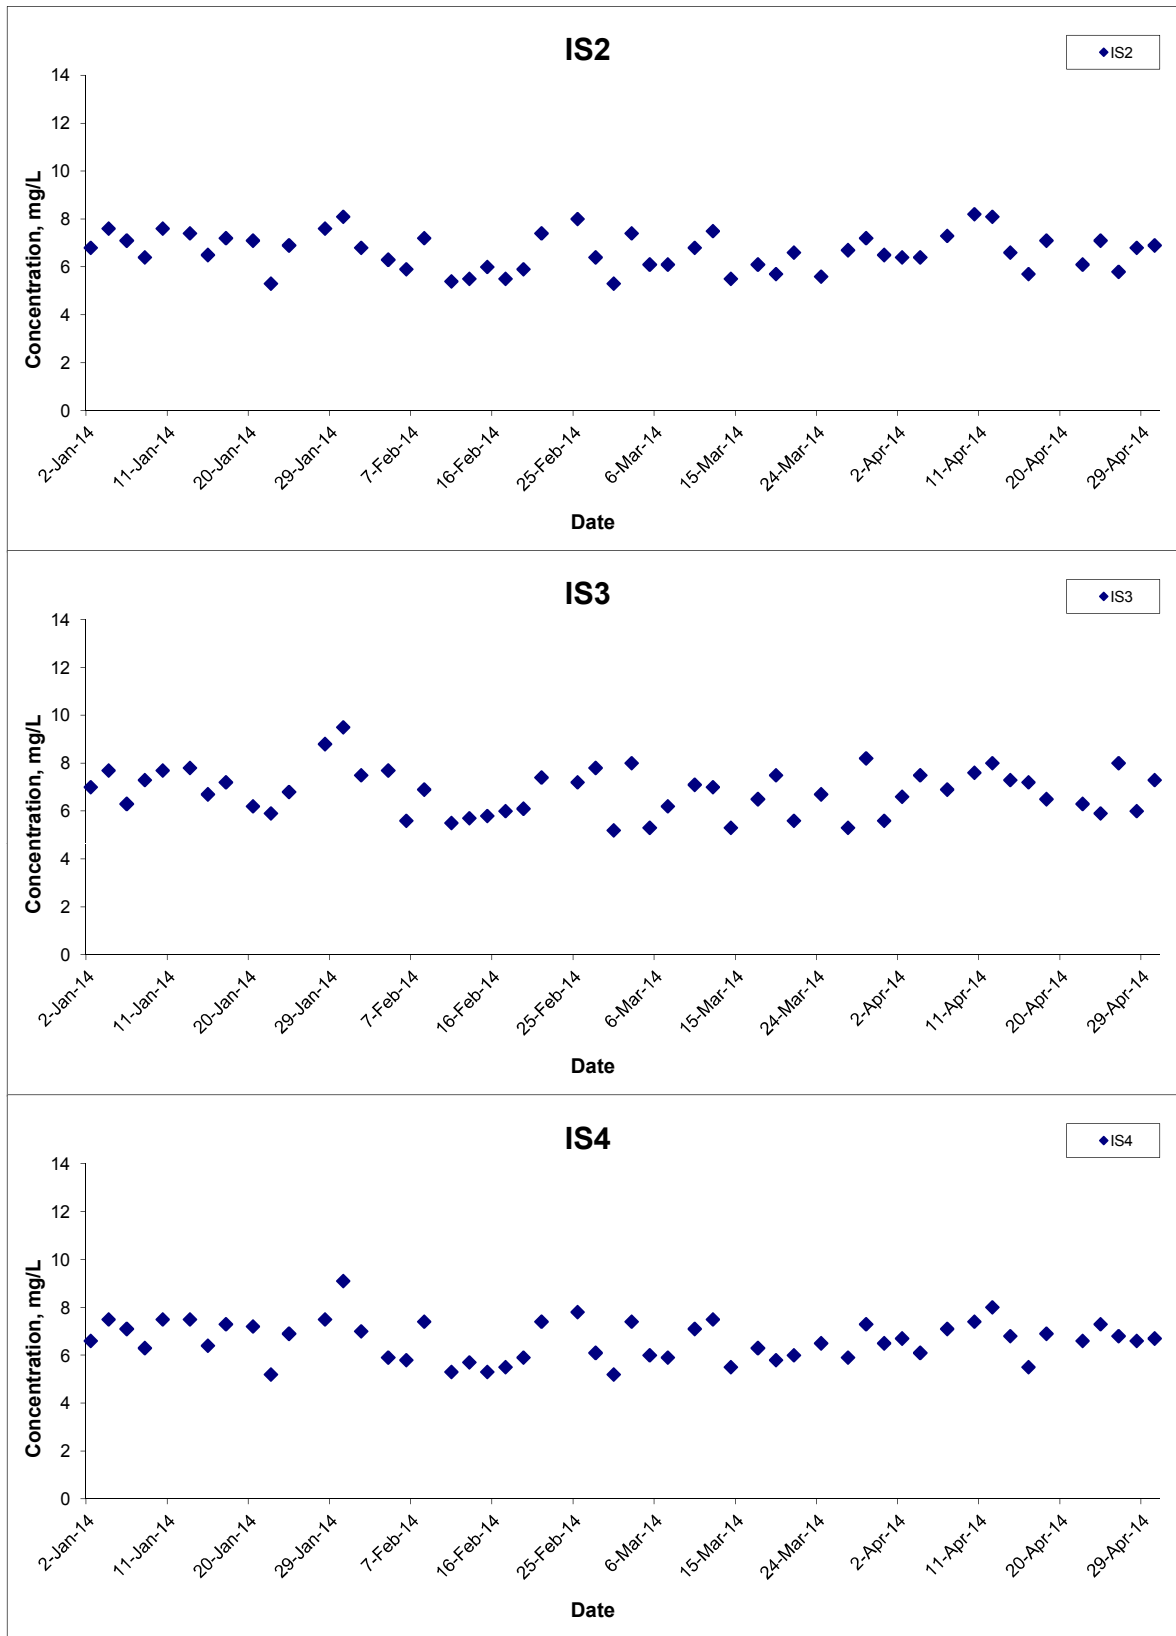 IS2
IS2
Concentration, mg/L
14
12
10
8
6
4
2
0
2-Jan-14
11-Jan-14
20-Jan-14
29-Jan-14
7-Feb-14
16-Feb-14
25-Feb-14
6-Mar-14
15-Mar-14
24-Mar-14
2-Apr-14
11-Apr-14
20-Apr-14
29-Apr-14
Date
IS3
IS3
Concentration, mg/L
14
12
10
8
6
4
2
0
2-Jan-14
11-Jan-14
20-Jan-14
29-Jan-14
7-Feb-14
16-Feb-14
25-Feb-14
6-Mar-14
15-Mar-14
24-Mar-14
2-Apr-14
11-Apr-14
20-Apr-14
29-Apr-14
Date
IS4
IS4
Concentration, mg/L
14
12
10
8
6
4
2
0
2-Jan-14
11-Jan-14
20-Jan-14
29-Jan-14
7-Feb-14
16-Feb-14
25-Feb-14
6-Mar-14
15-Mar-14
24-Mar-14
2-Apr-14
11-Apr-14
20-Apr-14
29-Apr-14
Date